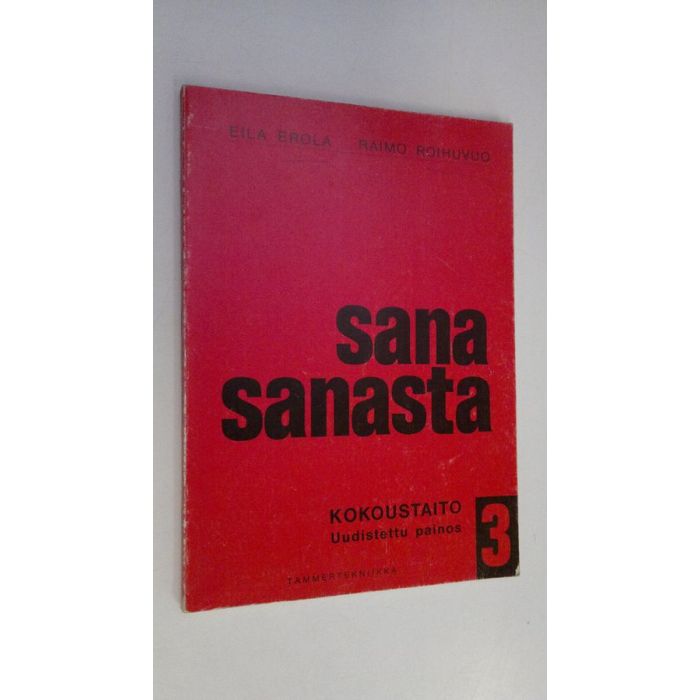 EILA EROLA RAIMO ROIHUVUO
sana
sanasta
KOKOUSTAITO
Uudistettu painos
3
TAMMERTEKNIIKKA